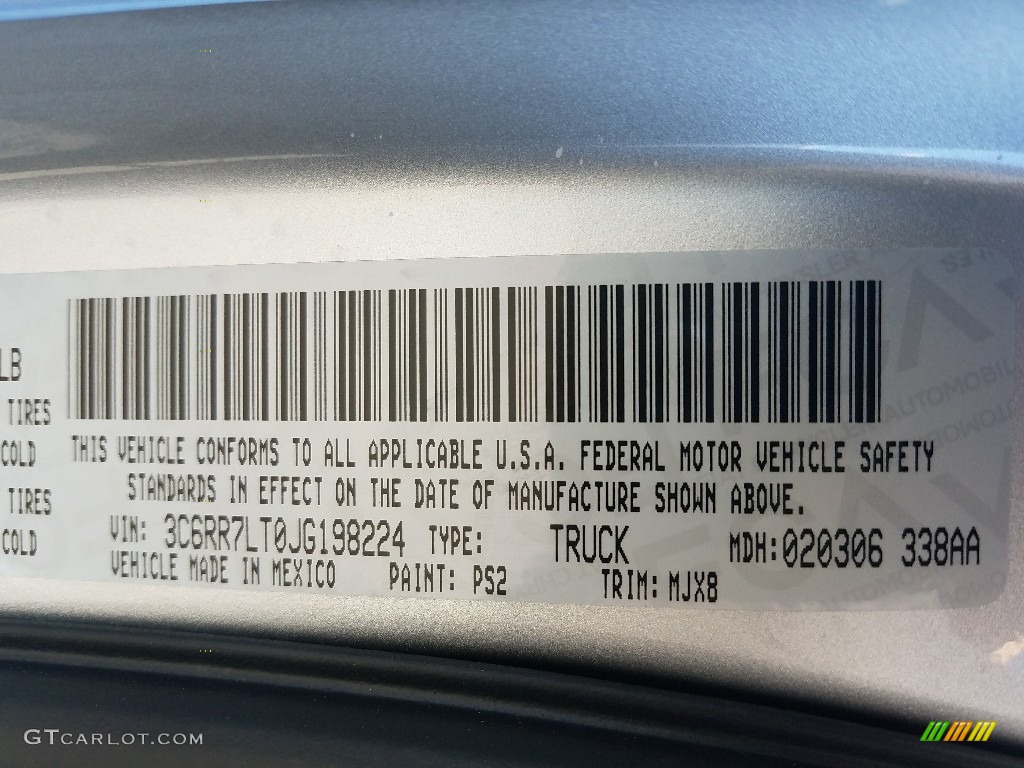 LB
TIRES
COLD
TIRES
COLD
THIS VEHICLE CONFORMS TO ALL APPLICABLE U.S.A. FEDERAL MOTOR VEHICLE SAFETY
STANDARDS IN EFFECT ON THE DATE OF MANUFACTURE SHOWN ABOVE.
VIN: 3C6RR7LT0JG198224 TYPE: TRUCK MDH:020306 338AA
VEHICLE MADE IN MEXICO PAINT: PS2 TRIM: MJX8
GTCARLOT.COM